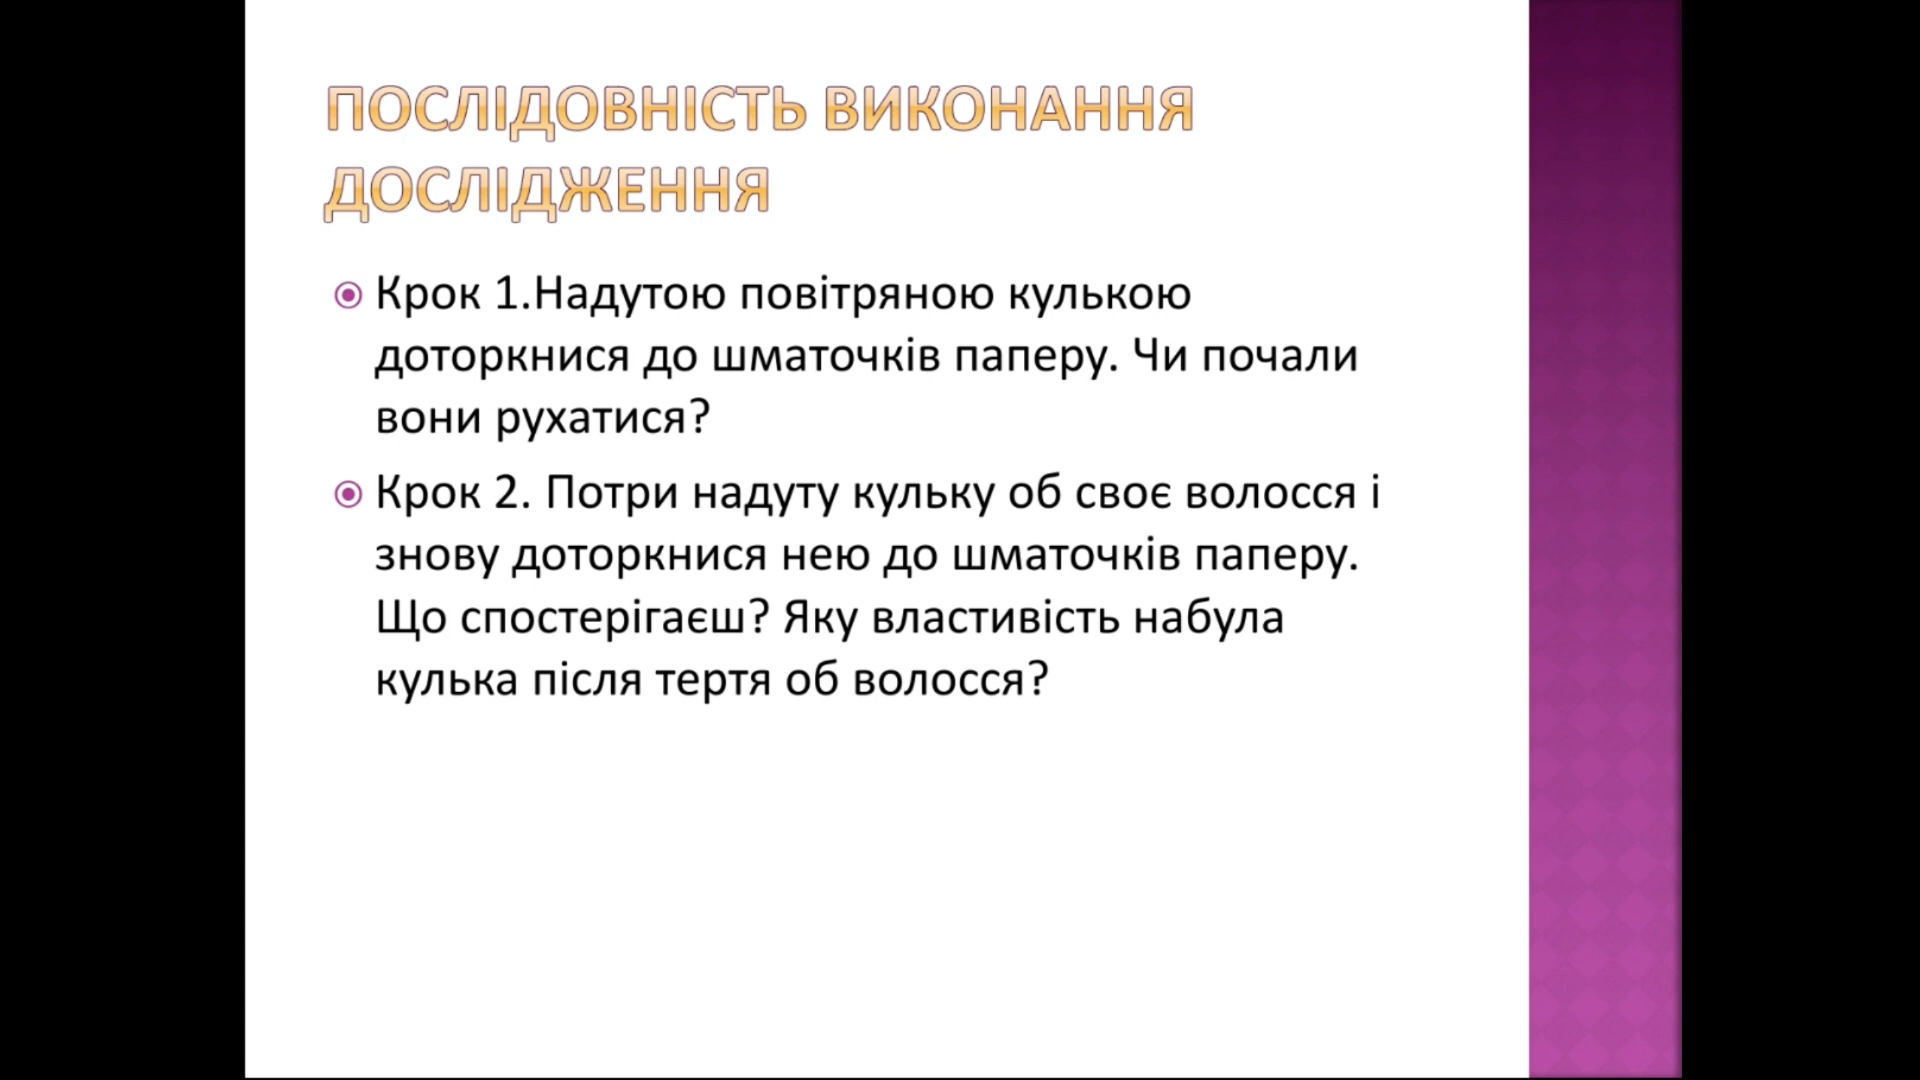 ПОСЛІДОВНІСТЬ ВИКОНАННЯ
ДОСЛІДЖЕННЯ
Крок 1.Надутою повітряною кулькою
доторкнися до шматочків паперу. Чи почали
вони рухатися?
Крок 2. Потри надуту кульку об своє волосся і
знову доторкнися нею до шматочків паперу.
Що спостерігаєш? Яку властивість набула
кулька після тертя об волосся?